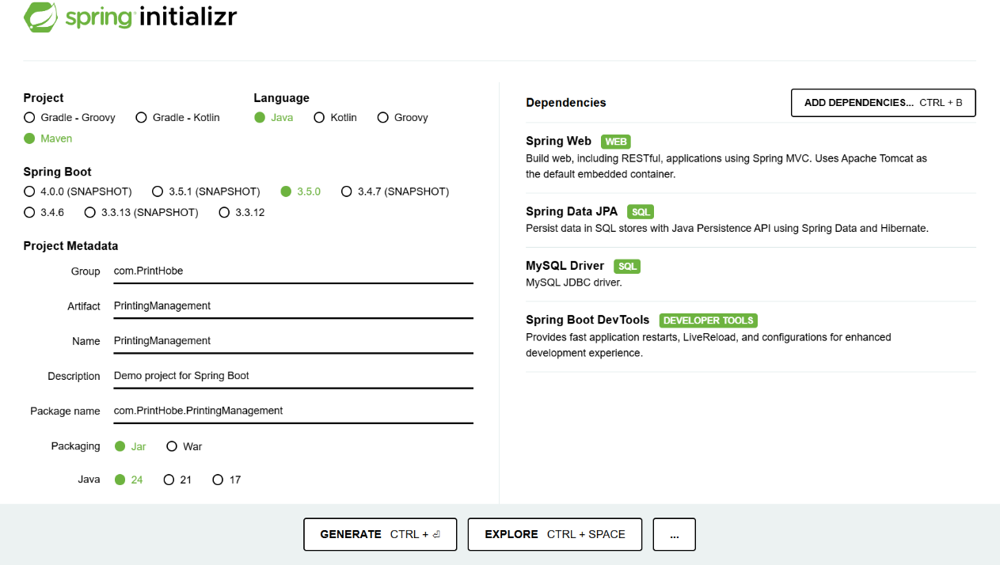 spring initializr
Project
Gradle - Groovy Gradle - Kotlin
Maven
Language
Java Kotlin Groovy
Spring Boot
4.0.0 (SNAPSHOT) 3.5.1 (SNAPSHOT) 3.5.0 3.4.7 (SNAPSHOT)
3.4.6 3.3.13 (SNAPSHOT) 3.3.12
Project Metadata
Group com.PrintHobe
Artifact PrintingManagement
Name PrintingManagement
Description Demo project for Spring Boot
Package name com.PrintHobe.PrintingManagement
Packaging Jar War
Java 24 21 17
Dependencies ADD DEPENDENCIES... CTRL + B
Spring Web WEB
Build web, including RESTful, applications using Spring MVC. Uses Apache Tomcat as
the default embedded container.
Spring Data JPA SQL
Persist data in SQL stores with Java Persistence API using Spring Data and Hibernate.
MySQL Driver SQL
MySQL JDBC driver.
Spring Boot DevTools DEVELOPER TOOLS
Provides fast application restarts, LiveReload, and configurations for enhanced
development experience.
GENERATE CTRL + ⏎ EXPLORE CTRL + SPACE ...